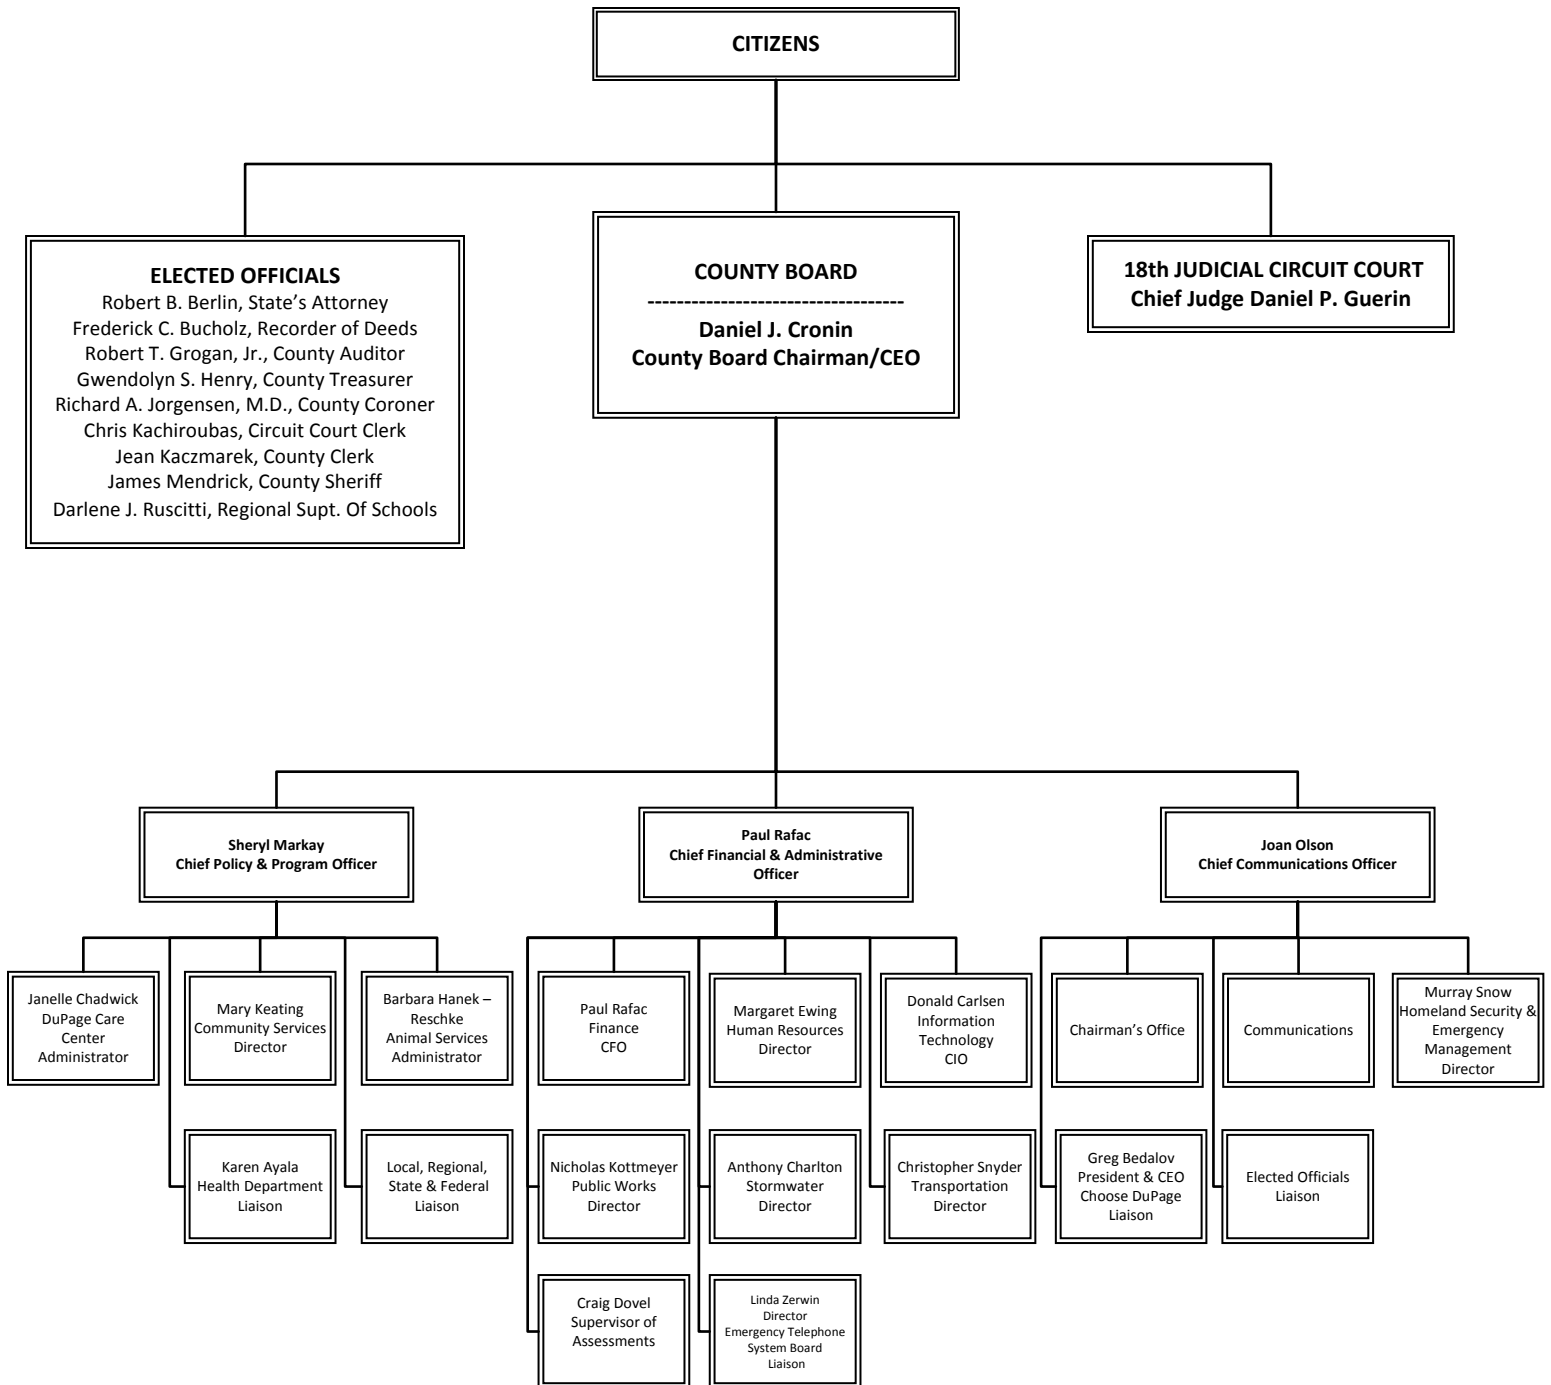 CITIZENS
ELECTED OFFICIALS
Robert B. Berlin, State’s Attorney
Frederick C. Bucholz, Recorder of Deeds
Robert T. Grogan, Jr., County Auditor
Gwendolyn S. Henry, County Treasurer
Richard A. Jorgensen, M.D., County Coroner
Chris Kachiroubas, Circuit Court Clerk
Jean Kaczmarek, County Clerk
James Mendrick, County Sheriff
Darlene J. Ruscitti, Regional Supt. Of Schools
COUNTY BOARD
-----------------------------------
Daniel J. Cronin
County Board Chairman/CEO
18th JUDICIAL CIRCUIT COURT
Chief Judge Daniel P. Guerin
Sheryl Markay
Chief Policy & Program Officer
Paul Rafac
Chief Financial & Administrative
Officer
Joan Olson
Chief Communications Officer
Janelle Chadwick
DuPage Care
Center
Administrator
Mary Keating
Community Services
Director
Barbara Hanek –
Reschke
Animal Services
Administrator
Paul Rafac
Finance
CFO
Margaret Ewing
Human Resources
Director
Donald Carlsen
Information
Technology
CIO
Chairman’s Office
Communications
Murray Snow
Homeland Security &
Emergency
Management
Director
Karen Ayala
Health Department
Liaison
Local, Regional,
State & Federal
Liaison
Nicholas Kottmeyer
Public Works
Director
Anthony Charlton
Stormwater
Director
Christopher Snyder
Transportation
Director
Greg Bedalov
President & CEO
Choose DuPage
Liaison
Elected Officials
Liaison
Craig Dovel
Supervisor of
Assessments
Linda Zerwin
Director
Emergency Telephone
System Board
Liaison